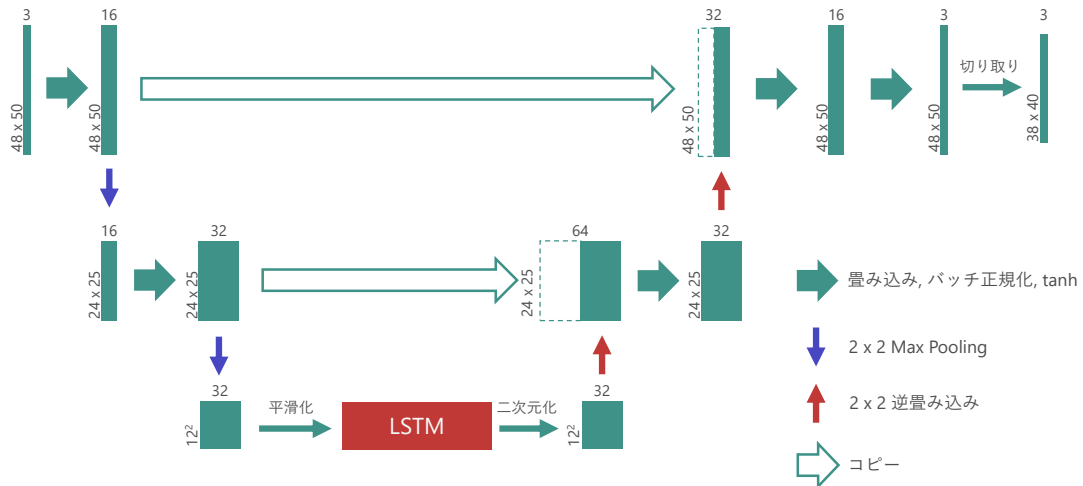 3
16
32
16
3
3
48 x 50
48 x 50
48 x 50
48 x 50
48 x 50
切り取り
38 x 40
16
32
64
32
24 x 25
24 x 25
24 x 25
24 x 25
畳み込み, バッチ正規化, tanh
2 x 2 Max Pooling
32
平滑化
LSTM
二次元化
32
12²
12²
2 x 2 逆畳み込み
コピー